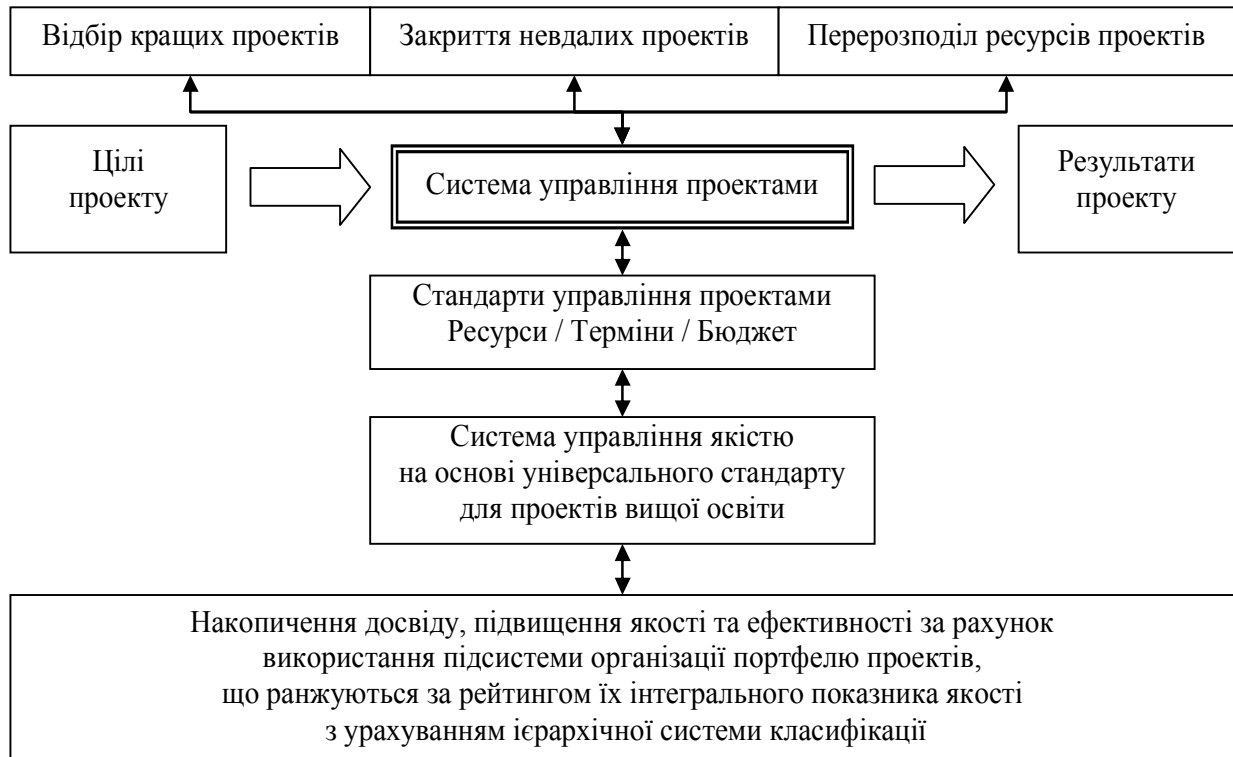 Відбір кращих проектів
Закриття невдалих проектів
Перерозподіл ресурсів проектів
Цілі
проекту
Система управління проектами
Результати
проекту
Стандарти управління проектами
Ресурси / Терміни / Бюджет
Система управління якістю
на основі універсального стандарту
для проектів вищої освіти
Накопичення досвіду, підвищення якості та ефективності за рахунок
використання підсистеми організації портфелю проектів,
що ранжуються за рейтингом їх інтегрального показника якості
з урахуванням ієрархічної системи класифікації